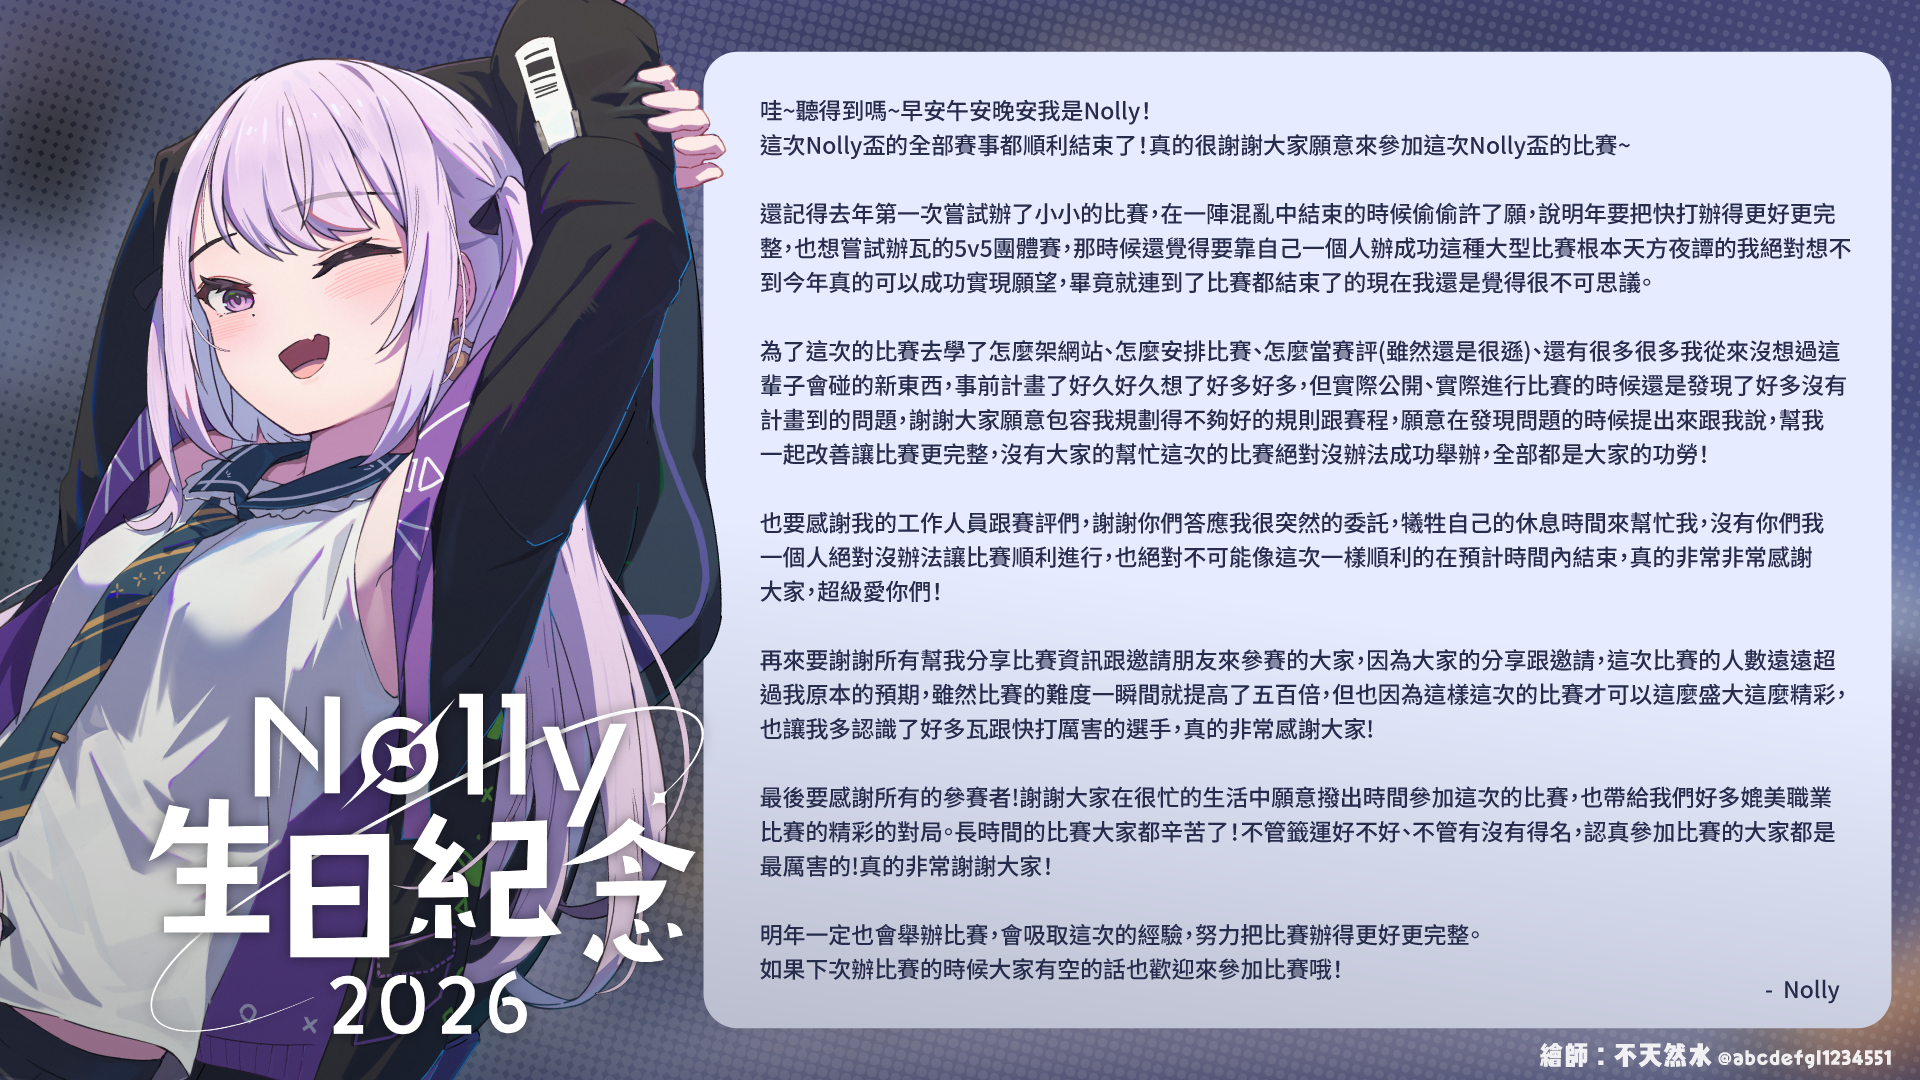 哇~聽得到嗎~早安午安晚安我是Nolly!
這次Nolly盃的全部賽事都順利結束了!真的很謝謝大家願意來參加這次Nolly盃的比賽~
還記得去年第一次嘗試辦了小小的比賽,在一陣混亂中結束的時候偷偷許了願,說明年要把快打辦得更好更完
整,也想嘗試辦瓦的5v5團體賽,那時候還覺得要靠自己一個人辦成功這種大型比賽根本天方夜譚的我絕對想不
到今年真的可以成功實現願望,畢竟就連到了比賽都結束了的現在我還是覺得很不可思議。
為了這次的比賽去學了怎麼架網站、怎麼安排比賽、怎麼當賽評(雖然還是很遜)、還有很多很多我從來沒想過這
輩子會碰的新東西,事前計畫了好久好久想了好多好多,但實際公開、實際進行比賽的時候還是發現了好多沒有
計畫到的問題,謝謝大家願意包容我規劃得不夠好的規則跟賽程,願意在發現問題的時候提出來跟我說,幫我
一起改善讓比賽更完整,沒有大家的幫忙這次的比賽絕對沒辦法成功舉辦,全部都是大家的功勞!
也要感謝我的工作人員跟賽評們,謝謝你們答應我很突然的委託,犧牲自己的休息時間來幫忙我,沒有你們我
一個人絕對沒辦法讓比賽順利進行,也絕對不可能像這次一樣順利的在預計時間內結束,真的非常非常感謝
大家,超級愛你們!
再來要謝謝所有幫我分享比賽資訊跟邀請朋友來參賽的大家,因為大家的分享跟邀請,這次比賽的人數遠遠超
過我原本的預期,雖然比賽的難度一瞬間就提高了五百倍,但也因為這樣這次的比賽才可以這麼盛大這麼精彩,
也讓我多認識了好多瓦跟快打厲害的選手,真的非常感謝大家!
最後要感謝所有的參賽者!謝謝大家在很忙的生活中願意撥出時間參加這次的比賽,也帶給我們好多媲美職業
比賽的精彩的對局。長時間的比賽大家都辛苦了!不管籤運好不好、不管有沒有得名,認真參加比賽的大家都是
最厲害的!真的非常謝謝大家!
明年一定也會舉辦比賽,會吸取這次的經驗,努力把比賽辦得更好更完整。
如果下次辦比賽的時候大家有空的話也歡迎來參加比賽哦!
- Nolly
Nolly
生日紀念
2026
繪師:不天然水 @abcdefgl1234551